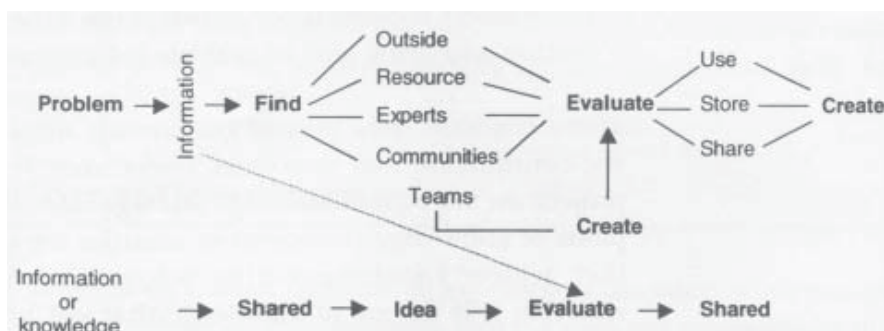 Outside
Use
Resource
Problem
Information
Find
Evaluate
Store
Create
Experts
Communities
Share
Teams
Create
Information
or
knowledge
Shared
Idea
Evaluate
Shared